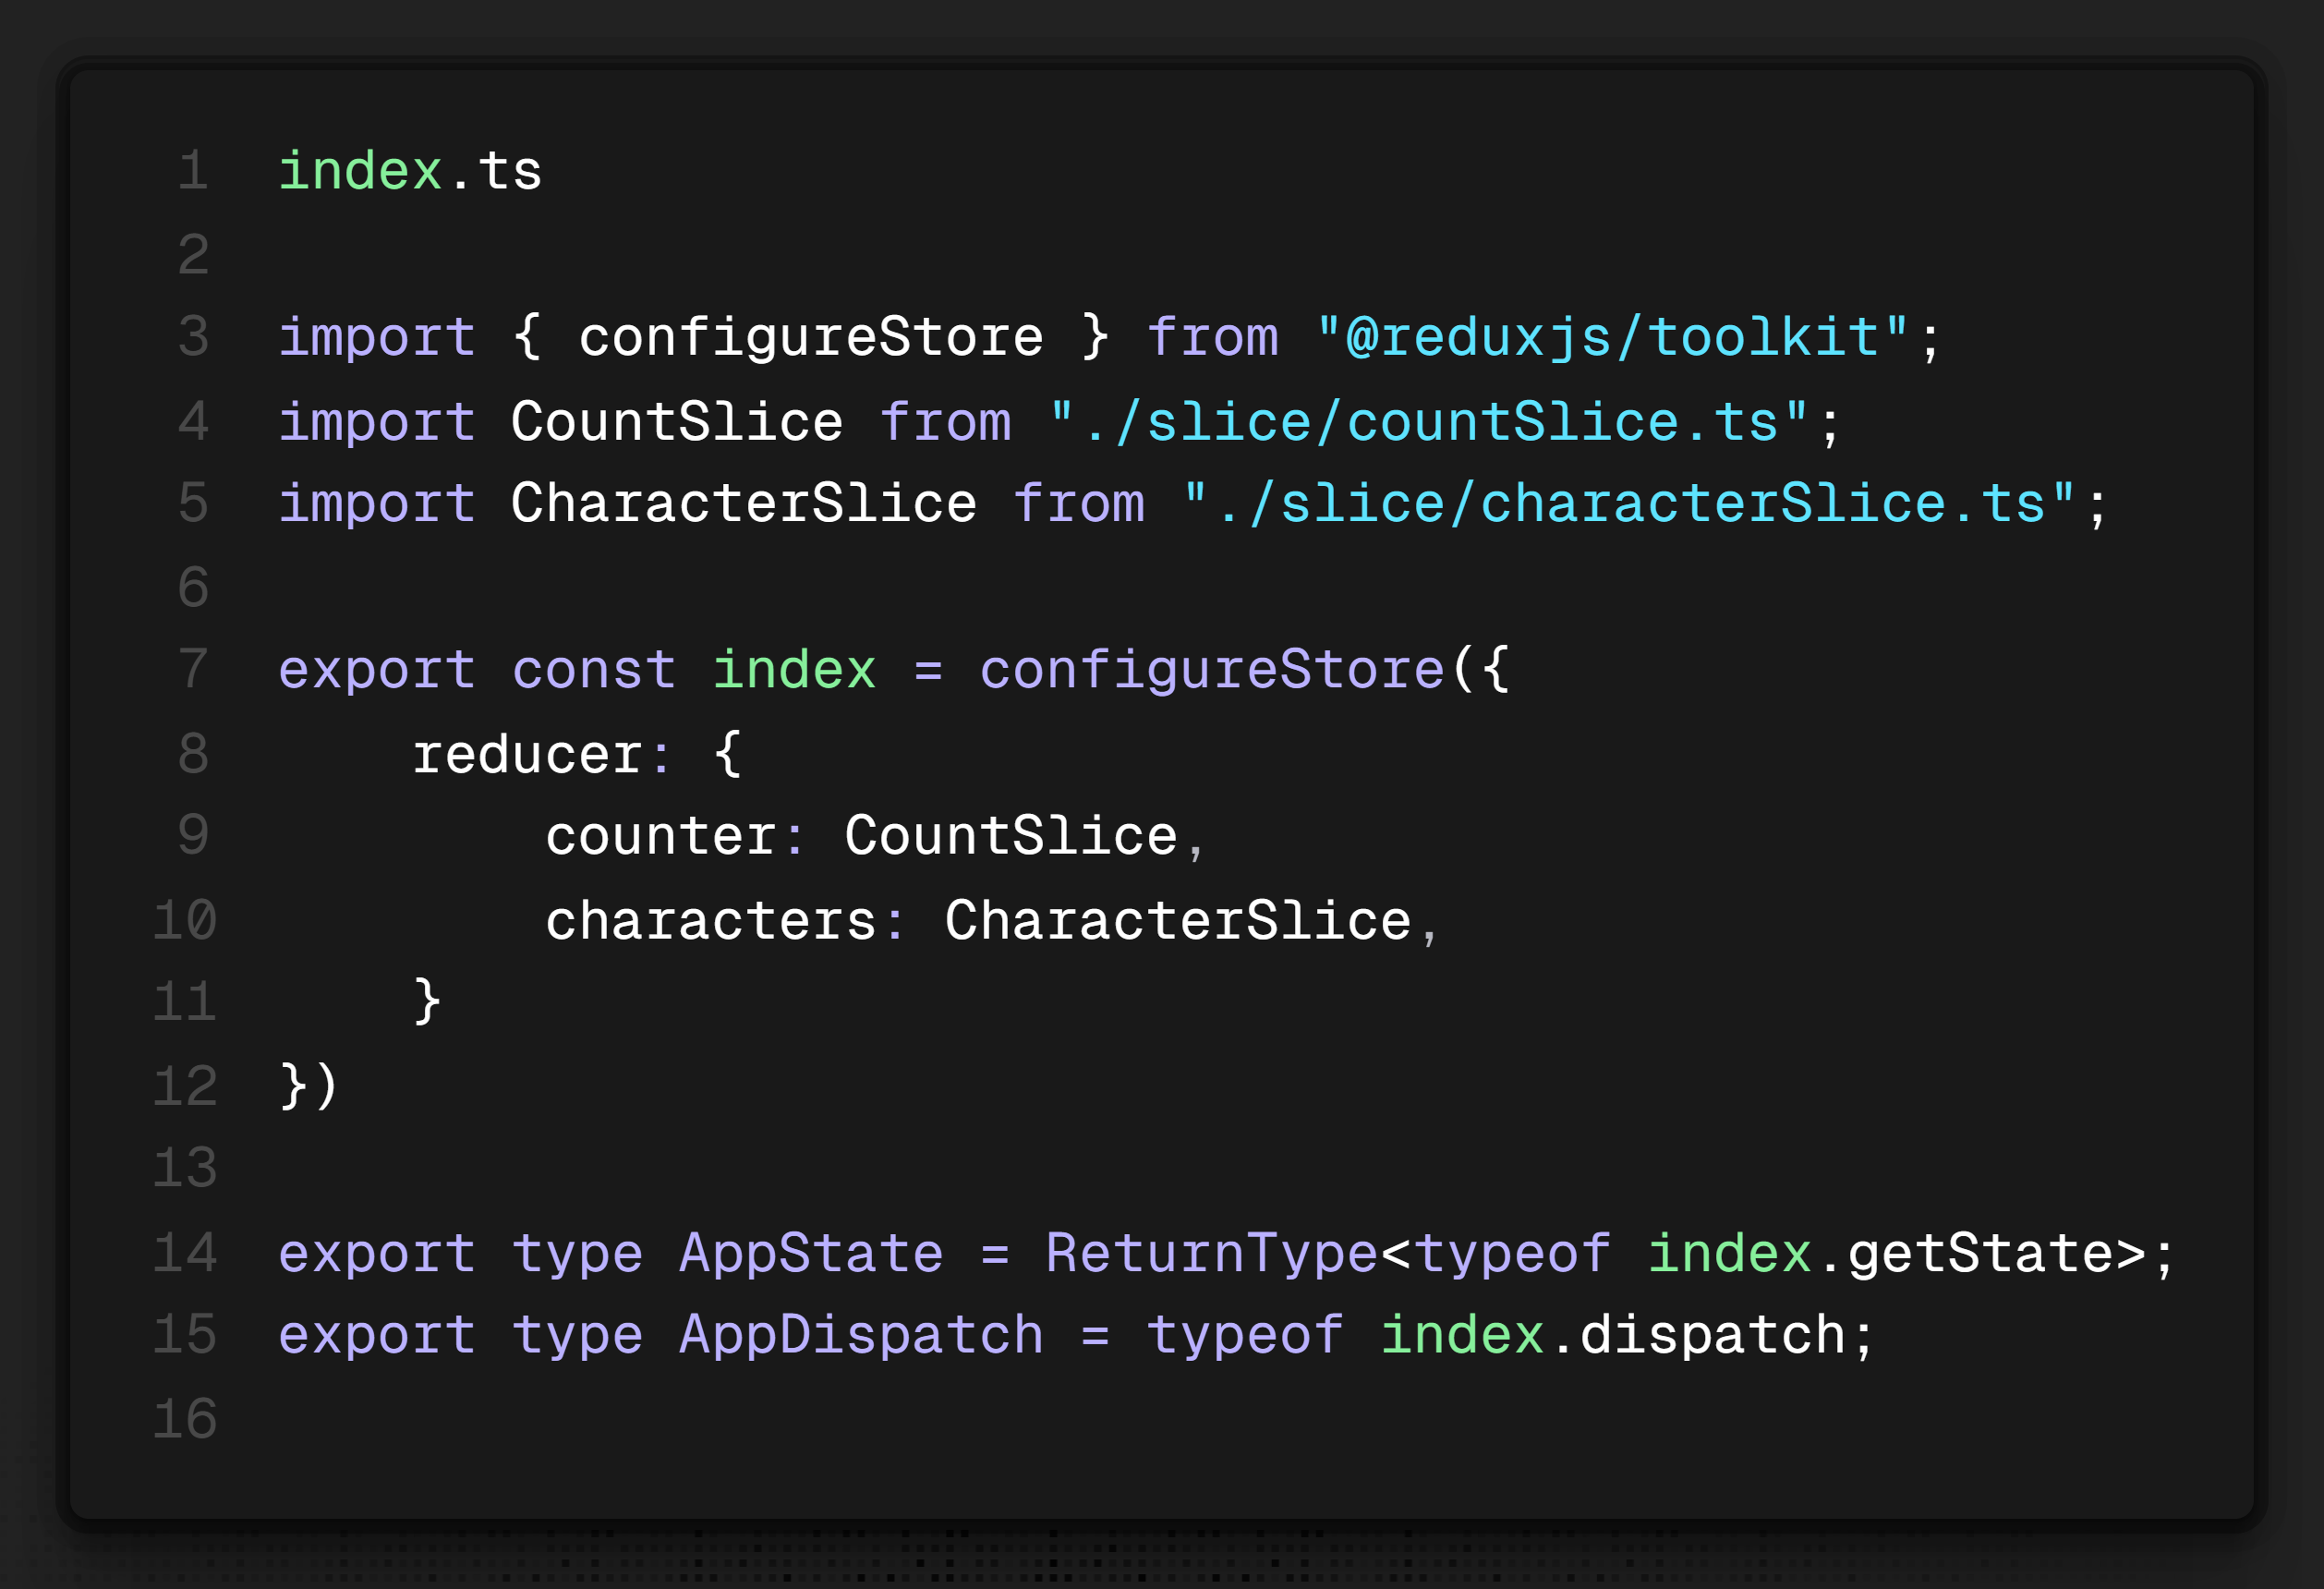 1 index.ts
2
3 import { configureStore } from "@reduxjs/toolkit";
4 import CountSlice from "./slice/countSlice.ts";
5 import CharacterSlice from "./slice/characterSlice.ts";
6
7 export const index = configureStore({
8     reducer: {
9         counter: CountSlice,
10         characters: CharacterSlice,
11     }
12 })
13
14 export type AppState = ReturnType<typeof index.getState>;
15 export type AppDispatch = typeof index.dispatch;
16